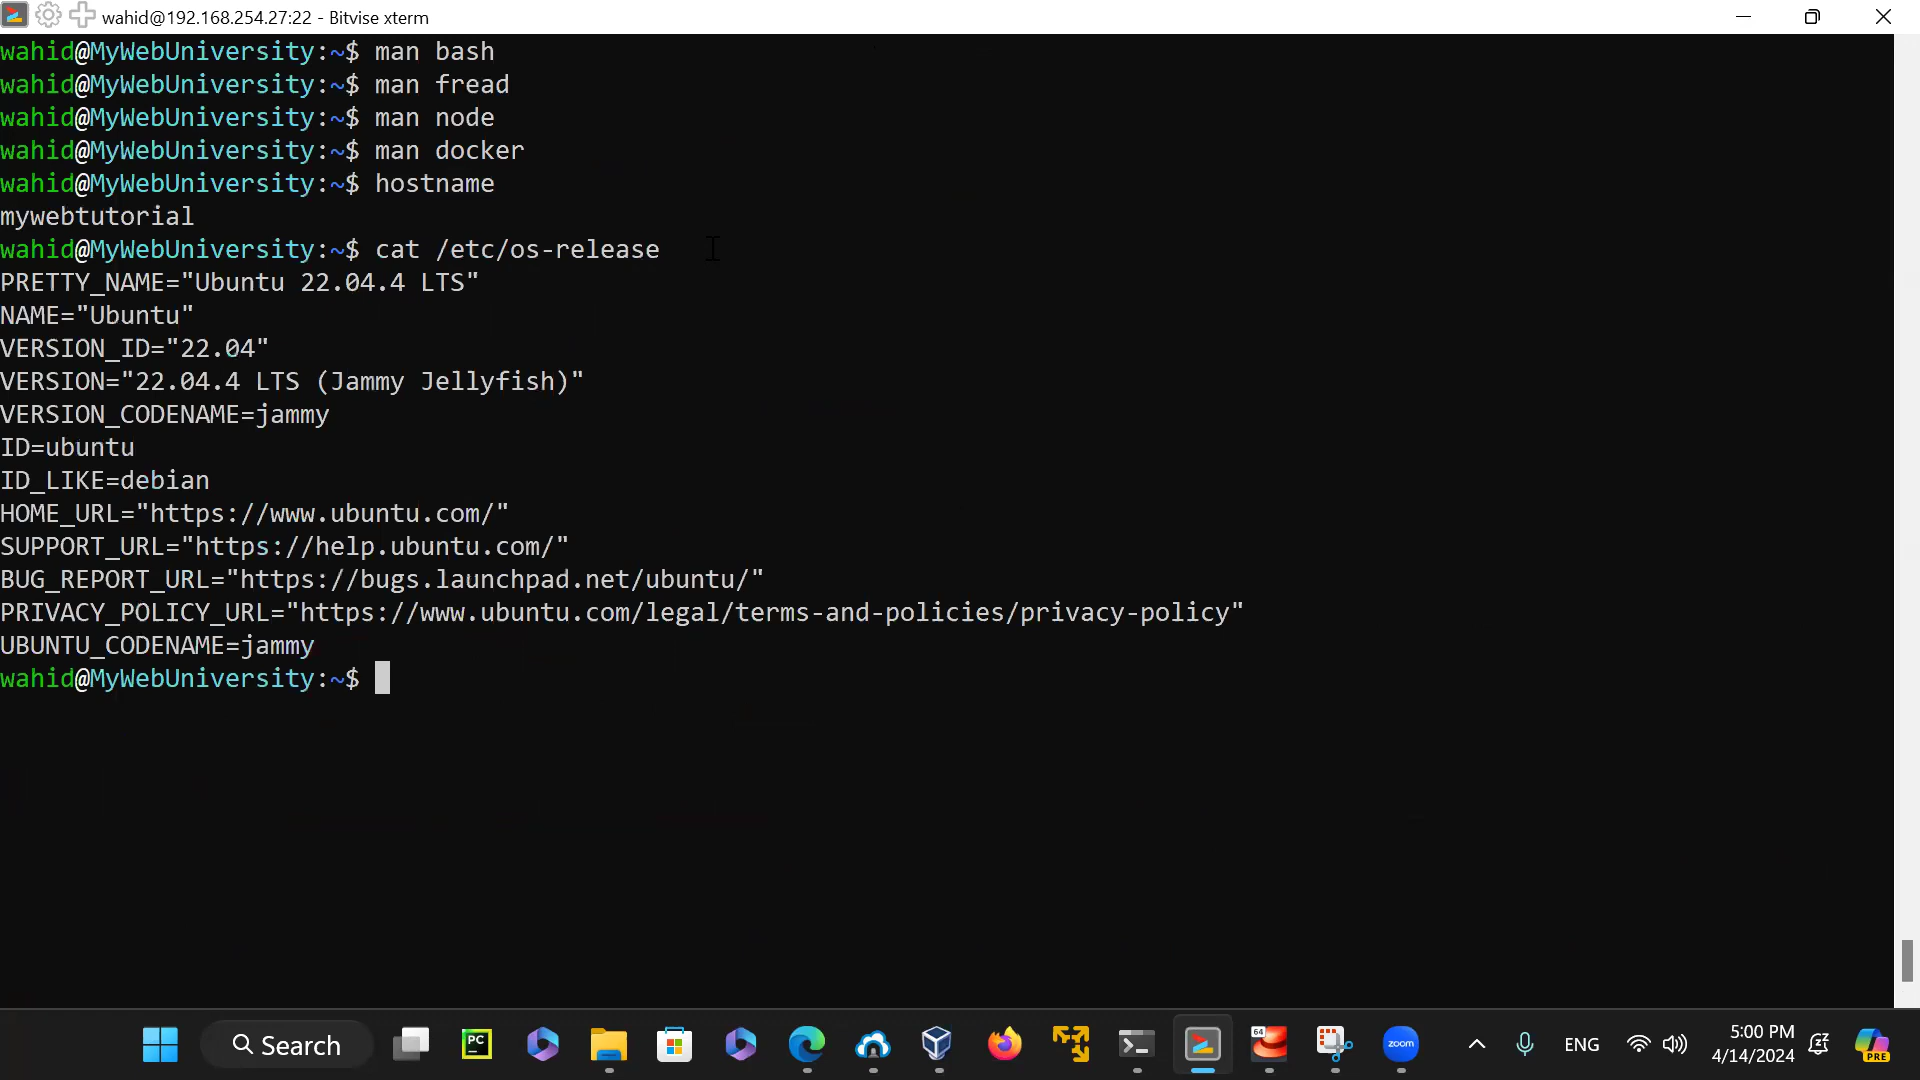 wahid@192.168.254.27:22 - Bitvise xterm
wahid@MyWebUniversity:~$ man bash
wahid@MyWebUniversity:~$ man fread
wahid@MyWebUniversity:~$ man node
wahid@MyWebUniversity:~$ man docker
wahid@MyWebUniversity:~$ hostname
mywebtutorial
wahid@MyWebUniversity:~$ cat /etc/os-release
PRETTY_NAME="Ubuntu 22.04.4 LTS"
NAME="Ubuntu"
VERSION_ID="22.04"
VERSION="22.04.4 LTS (Jammy Jellyfish)"
VERSION_CODENAME=jammy
ID=ubuntu
ID_LIKE=debian
HOME_URL="https://www.ubuntu.com/"
SUPPORT_URL="https://help.ubuntu.com/"
BUG_REPORT_URL="https://bugs.launchpad.net/ubuntu/"
PRIVACY_POLICY_URL="https://www.ubuntu.com/legal/terms-and-policies/privacy-policy"
UBUNTU_CODENAME=jammy
wahid@MyWebUniversity:~$
Search
PC
64
zoom
ENG
5:00 PM
4/14/2024
PRE